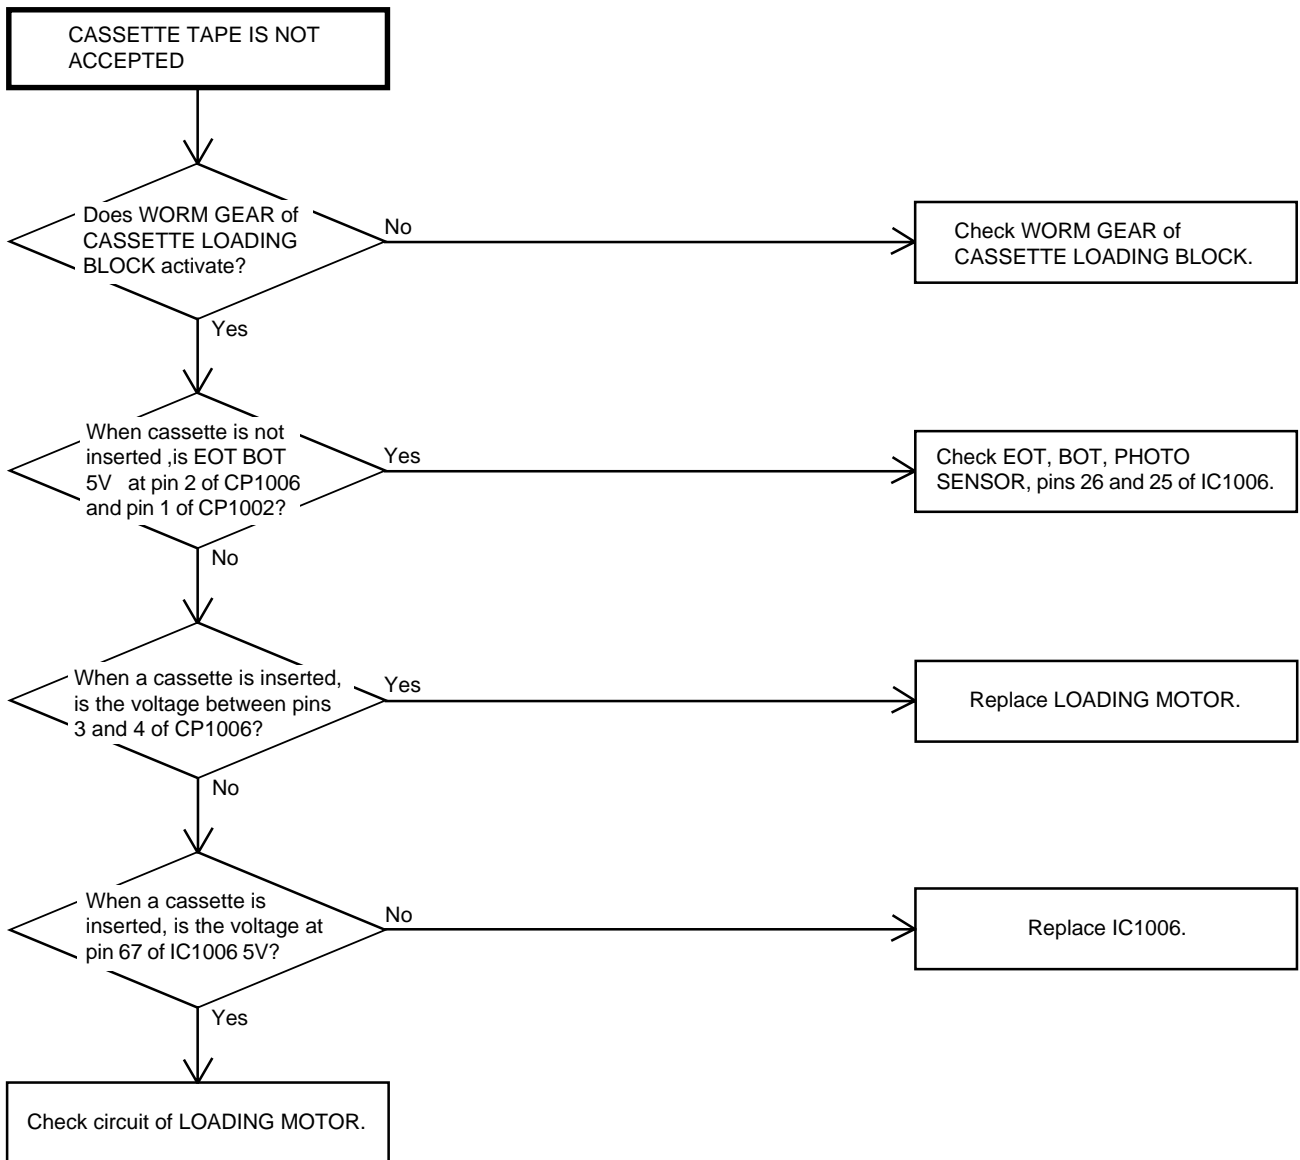 CASSETTE TAPE IS NOT
ACCEPTED
Does WORM GEAR of
CASSETTE LOADING
BLOCK activate?
No
Check WORM GEAR of
CASSETTE LOADING BLOCK.
Yes
When cassette is not
inserted ,is EOT BOT
5V at pin 2 of CP1006
and pin 1 of CP1002?
Yes
Check EOT, BOT, PHOTO
SENSOR, pins 26 and 25 of IC1006.
No
When a cassette is inserted,
is the voltage between pins
3 and 4 of CP1006?
Yes
Replace LOADING MOTOR.
No
When a cassette is
inserted, is the voltage at
pin 67 of IC1006 5V?
No
Replace IC1006.
Yes
Check circuit of LOADING MOTOR.